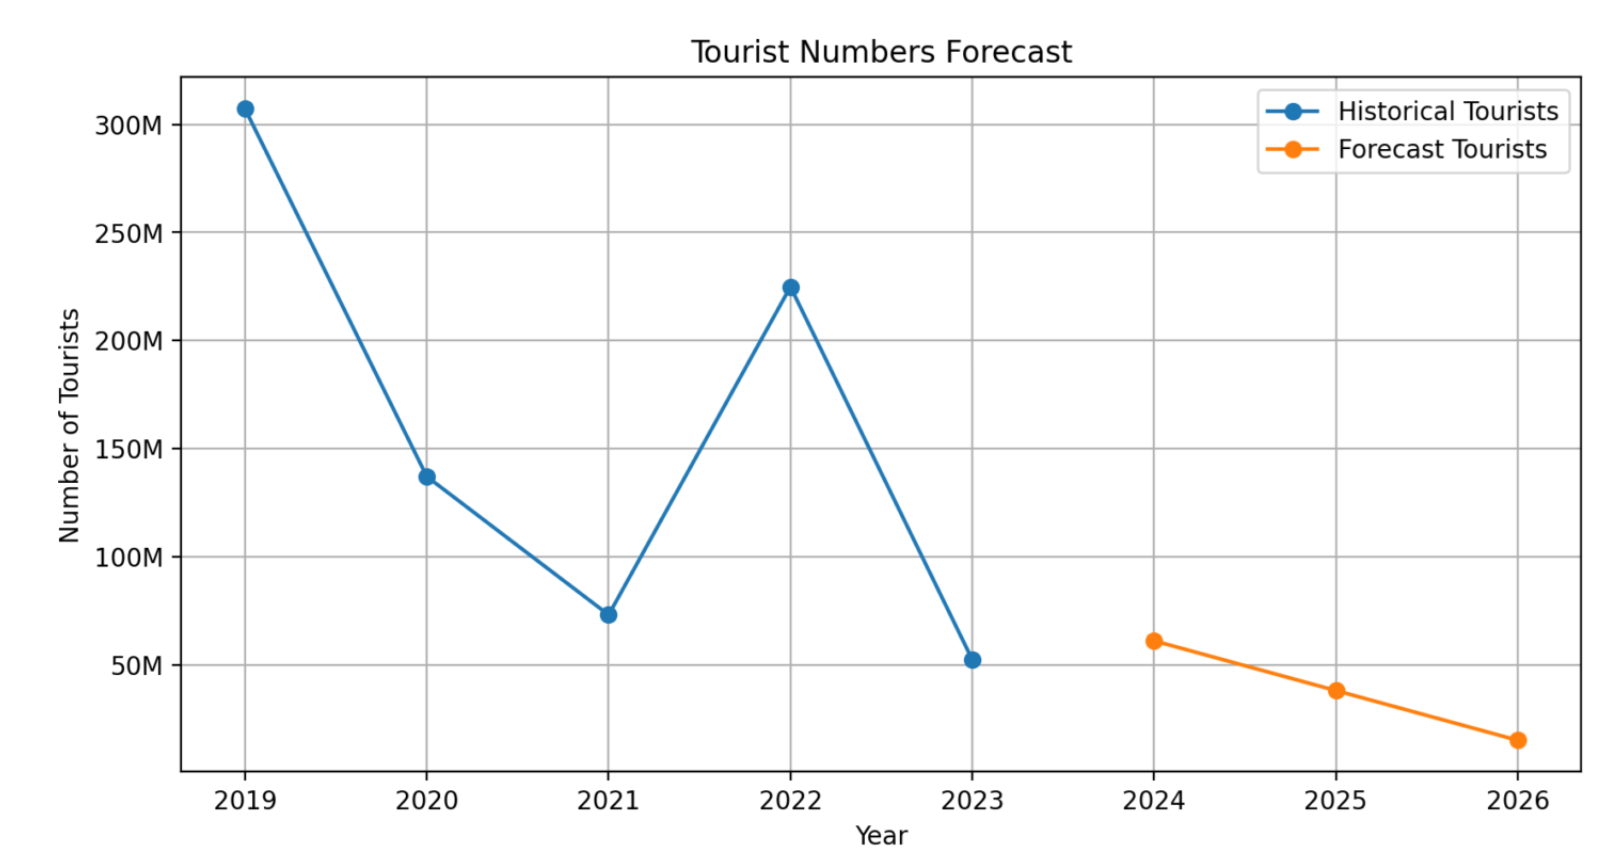 Tourist Numbers Forecast
Historical Tourists
Forecast Tourists
300M
250M
200M
150M
100M
50M
Number of Tourists
2019 2020 2021 2022 2023 2024 2025 2026
Year